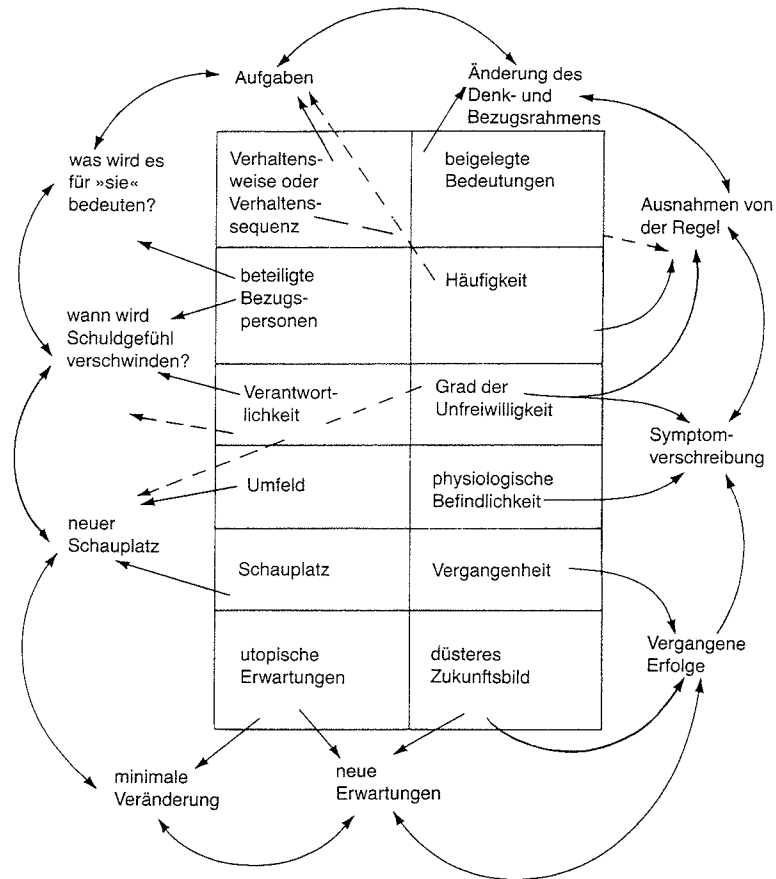 Aufgaben
Änderung des
Denk- und
Bezugsrahmens
was wird es
für »sie«
bedeuten?
Verhaltens-
weise oder
Verhaltens-
sequenz
beigelegte
Bedeutungen
Ausnahmen von
der Regel
beteiligte
Bezugs-
personen
Häufigkeit
wann wird
Schuldgefühl
verschwinden?
Verantwort-
lichkeit
Grad der
Unfreiwilligkeit
Symptom-
verschreibung
Umfeld
physiologische
Befindlichkeit
neuer
Schauplatz
Schauplatz
Vergangenheit
Vergangene
Erfolge
utopische
Erwartungen
düsteres
Zukunftsbild
minimale
Veränderung
neue
Erwartungen